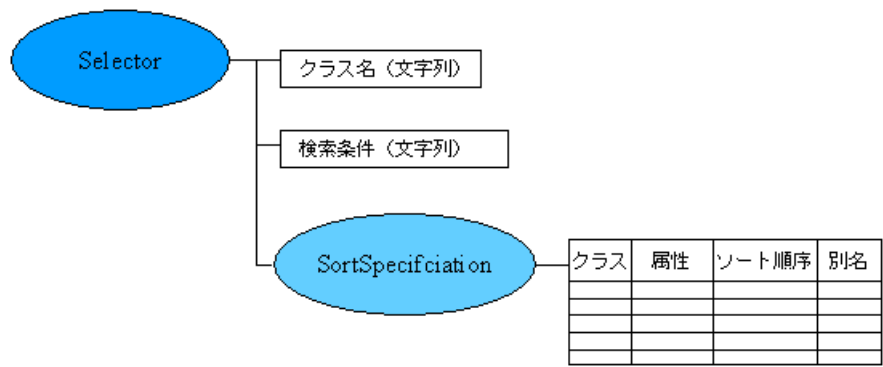 Selector
クラス名（文字列）
検索条件（文字列）
SortSpecifciation
クラス 属性 ソート順序 別名